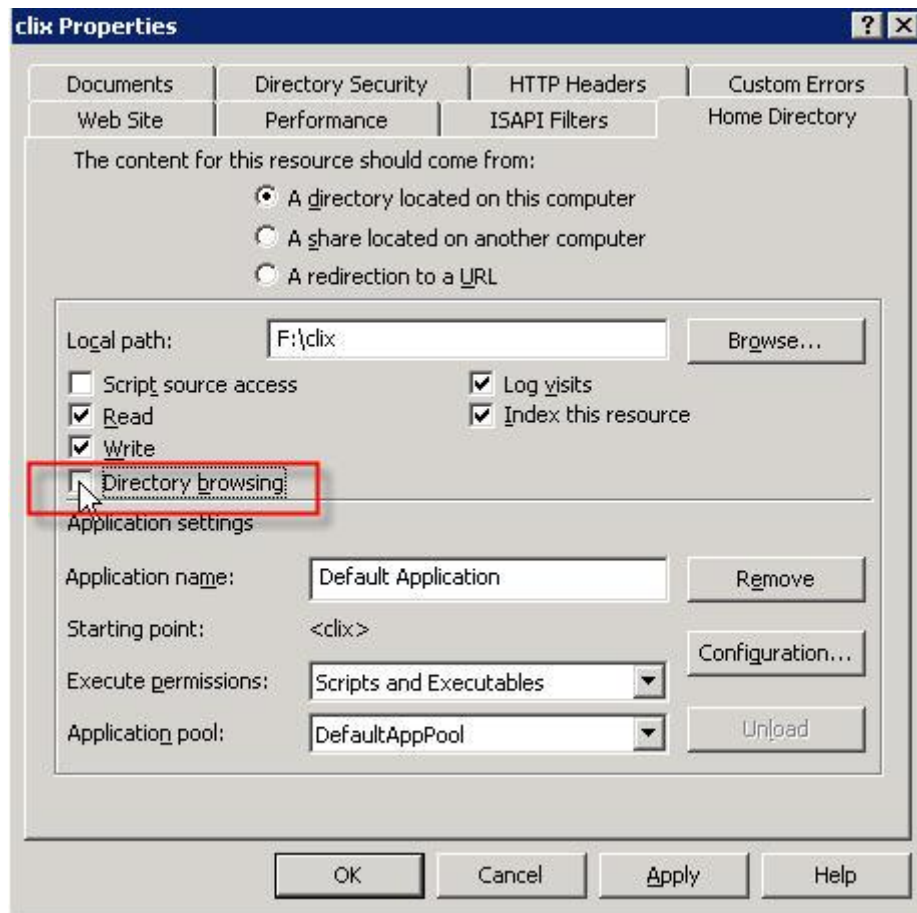 clix Properties
Documents Directory Security HTTP Headers Custom Errors
Web Site Performance ISAPI Filters Home Directory
The content for this resource should come from:
A directory located on this computer
A share located on another computer
A redirection to a URL
Local path: F:\clix Browse...
Script source access Log visits
Read Index this resource
Write
Directory browsing
Application settings
Application name: Default Application Remove
Starting point: <clix>
Configuration...
Execute permissions: Scripts and Executables
Application pool: DefaultAppPool Unload
OK Cancel Apply Help